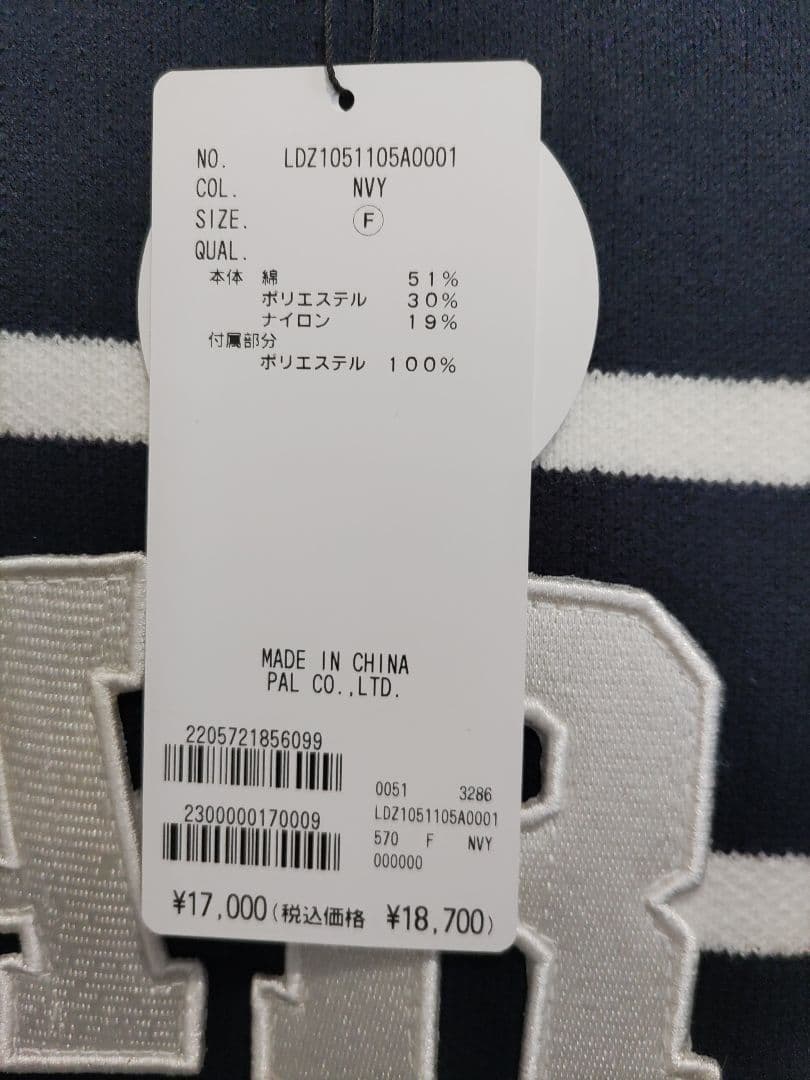 NO. LDZ1051105A0001
COL. NVY
SIZE. Ⓕ
QUAL.
本体 綿 51%
ポリエステル 30%
ナイロン 19%
付属部分
ポリエステル 100%
MADE IN CHINA
PAL CO.,LTD.
2205721856099
2300000170009
0051 3286
LDZ1051105A0001
570 F NVY
000000
¥17,000(税込価格 ¥18,700)
AR